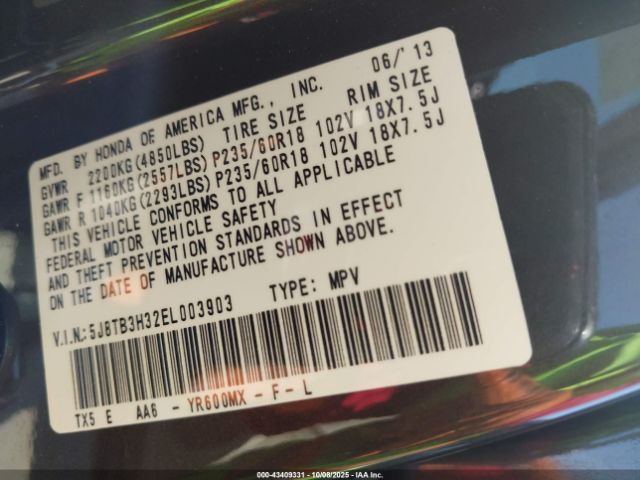 MFD. BY HONDA OF AMERICA MFG., INC. 06/'13
GVWR 2200KG(4850LBS) TIRE SIZE RIM SIZE
GAWR F 1160KG(2557LBS)P235/60R18 102V 18X7.5J
GAWR R 1040KG(2293LBS)P235/60R18 102V 18X7.5J
THIS VEHICLE CONFORMS TO ALL APPLICABLE
FEDERAL MOTOR VEHICLE SAFETY
AND THEFT PREVENTION STANDARDS IN EFFECT
ON THE DATE OF MANUFACTURE SHOWN ABOVE.
V.I.N.:5J8TB3H32EL003903 TYPE: MPV
TX5 E AA6 - YR600MX - F - L
000-43409331 - 10/08/2025 - IAA Inc.